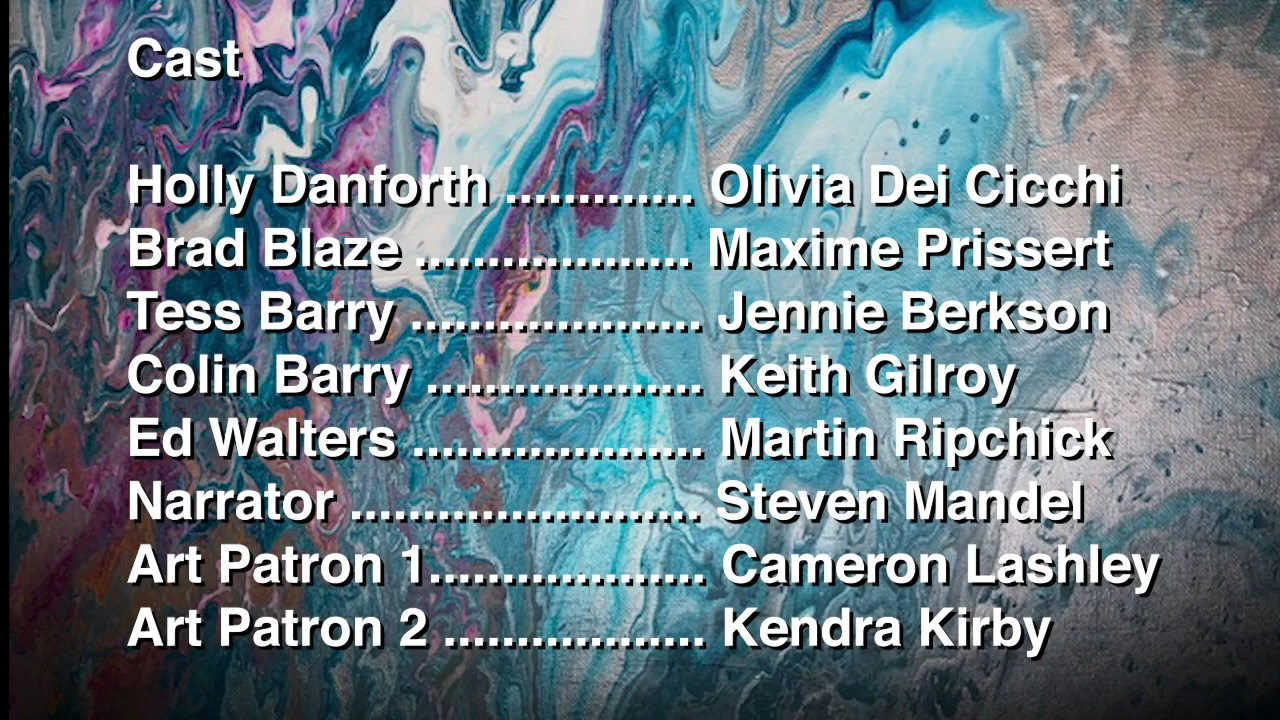 Cast
Holly Danforth ............. Olivia Dei Cicchi
Brad Blaze ................... Maxime Prissert
Tess Barry .................... Jennie Berkson
Colin Barry ................... Keith Gilroy
Ed Walters .................... Martin Ripchick
Narrator ........................ Steven Mandel
Art Patron 1................... Cameron Lashley
Art Patron 2 .................. Kendra Kirby